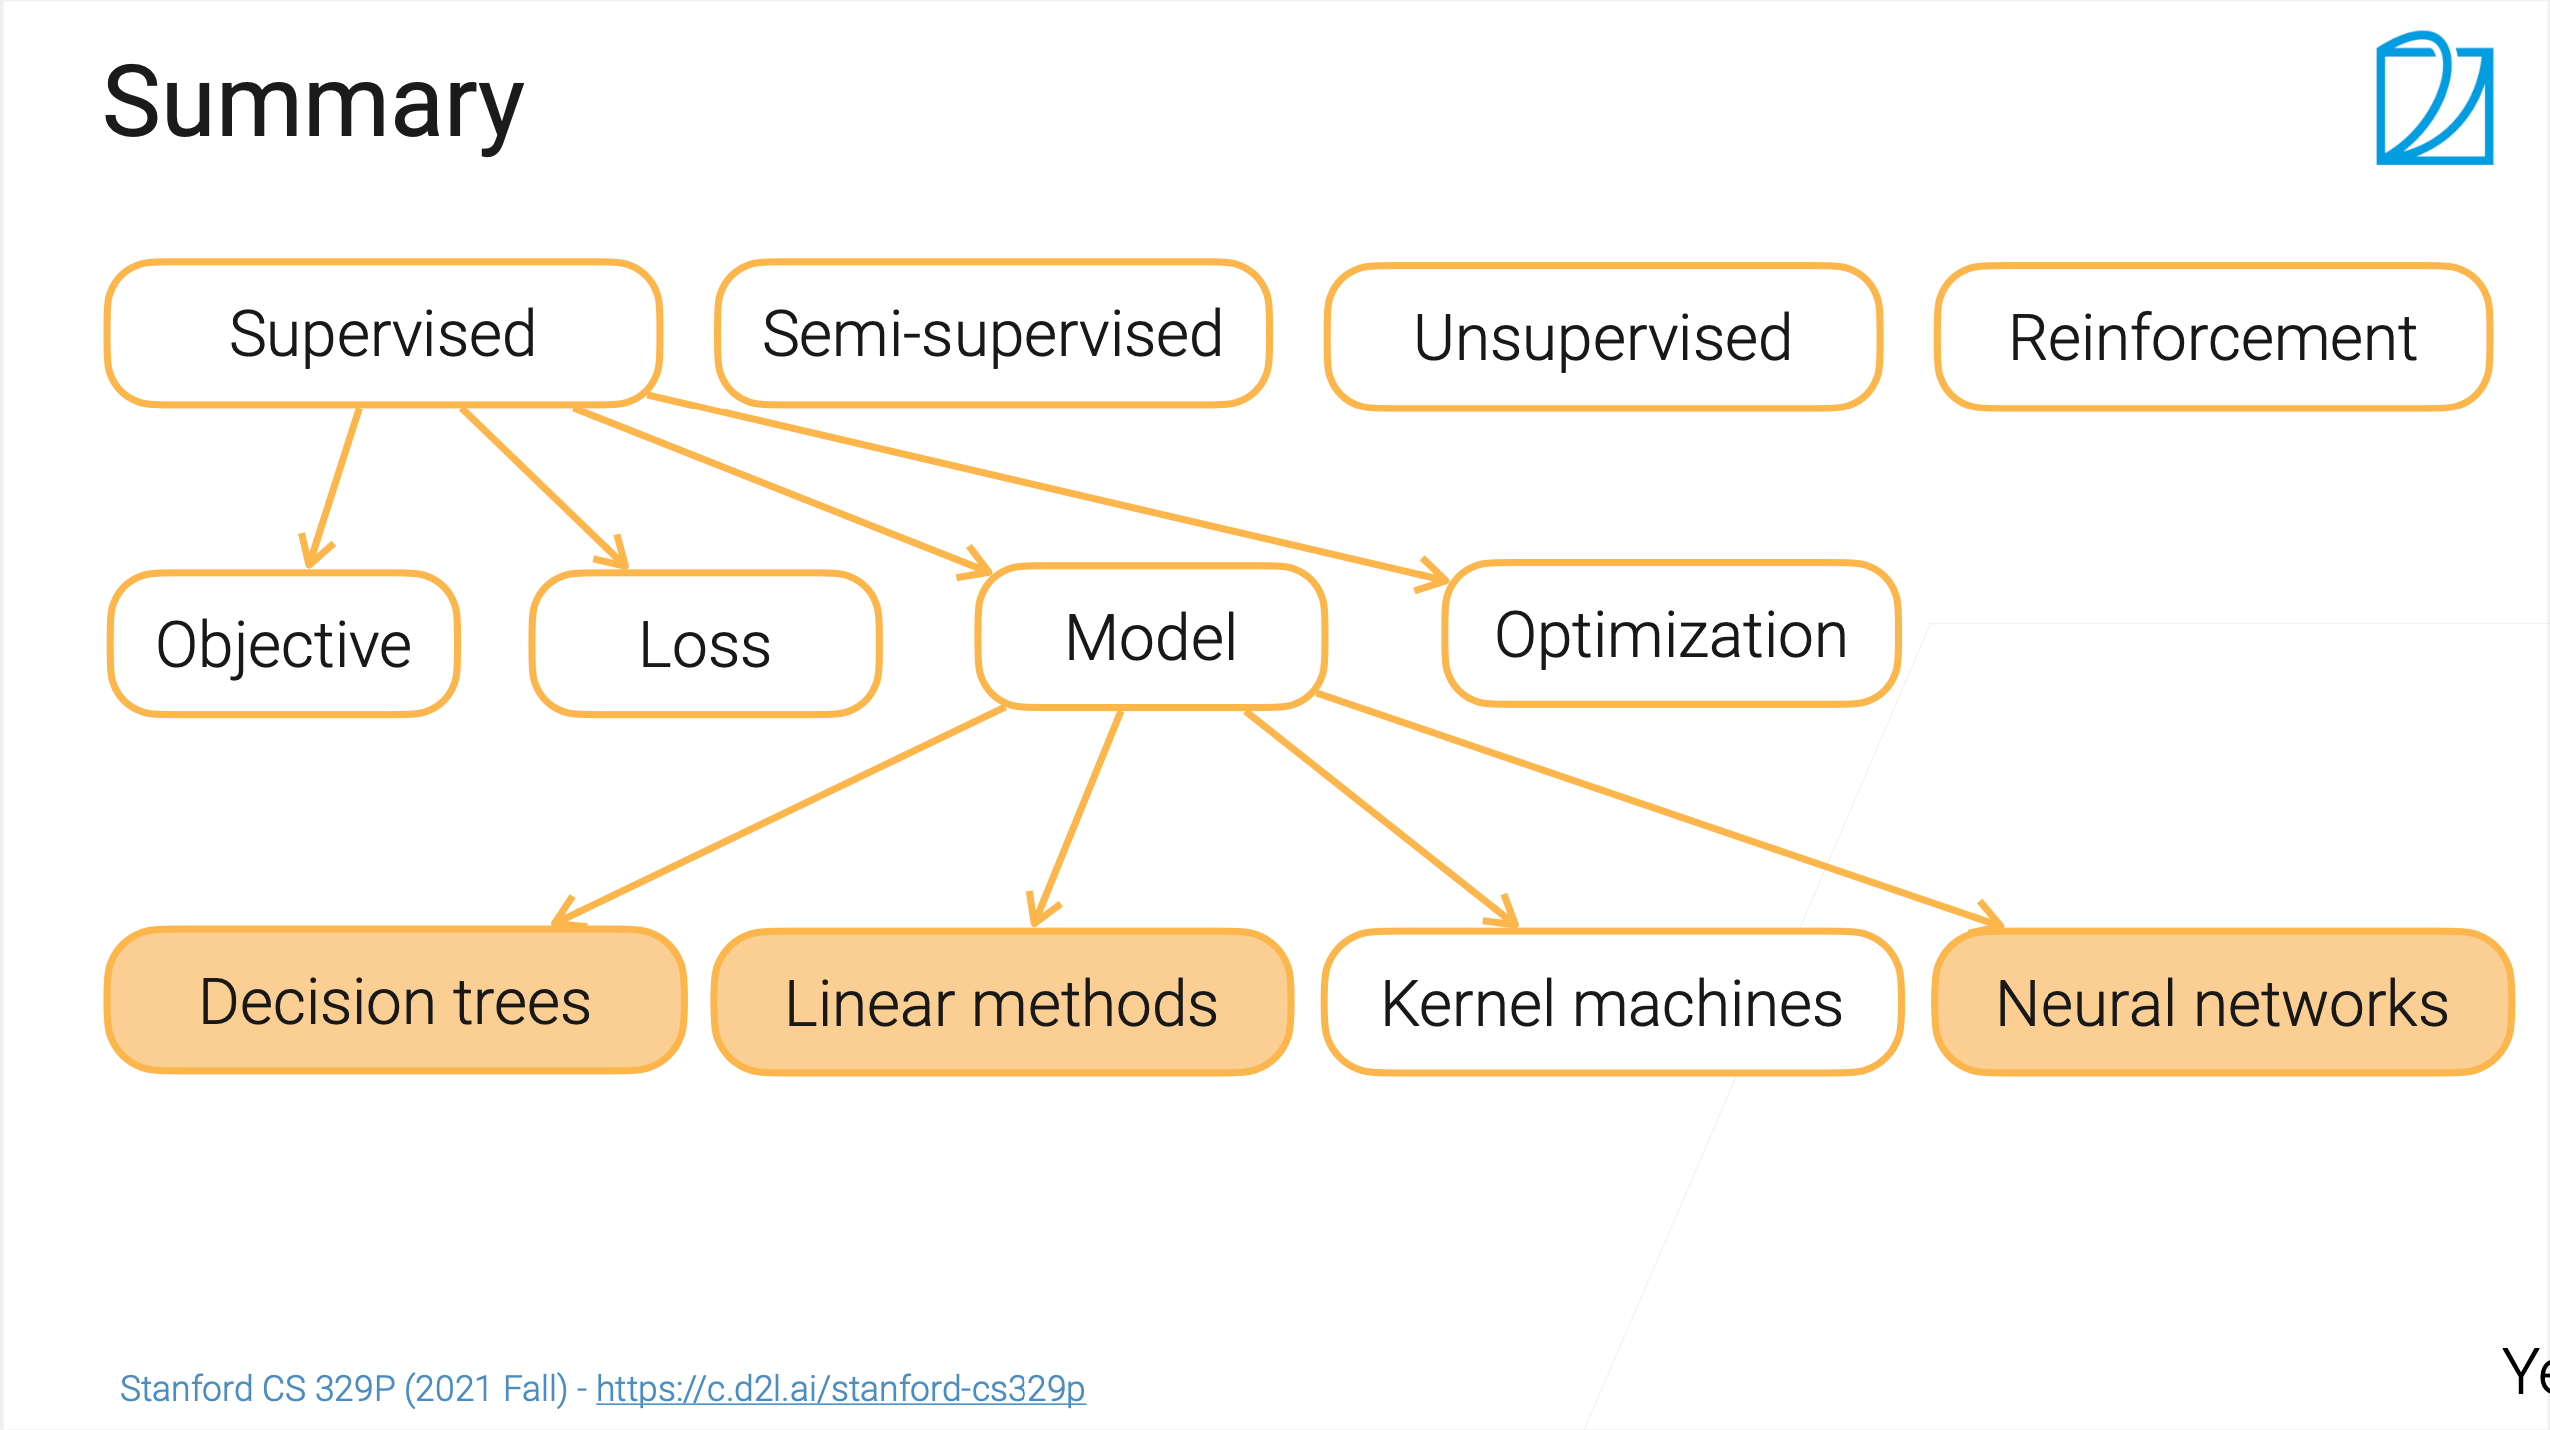 Summary
Supervised
Semi-supervised
Unsupervised
Reinforcement
Objective
Loss
Model
Optimization
Decision trees
Linear methods
Kernel machines
Neural networks
Stanford CS 329P (2021 Fall) - https://c.d2l.ai/stanford-cs329p